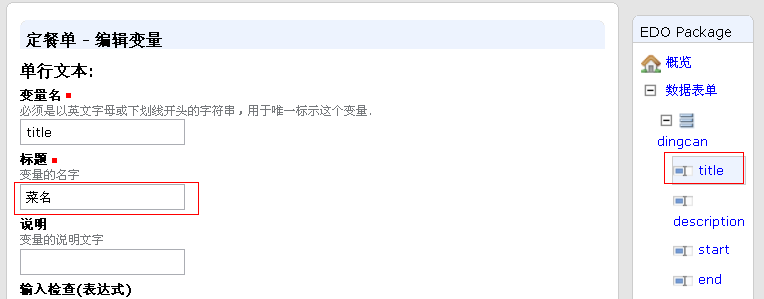 定餐单 - 编辑变量
单行文本:
变量名
必须是以英文字母或下划线开头的字符串，用于唯一标示这个变量.
title
标题
变量的名字
菜名
说明
变量的说明文字
输入检查(表达式)
EDO Package
概览
数据表单
dingcan
title
description
start
end